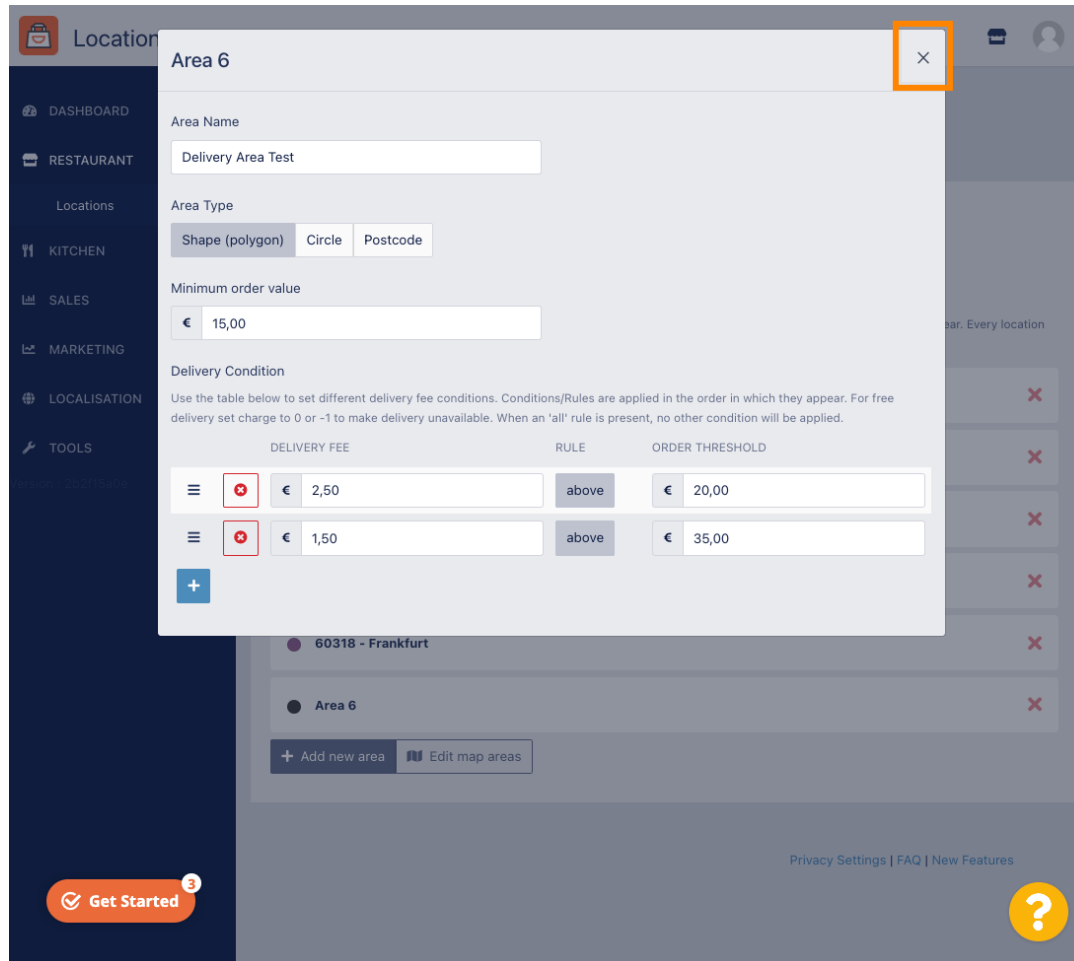 Location
Area 6
DASHBOARD
RESTAURANT
Locations
KITCHEN
SALES
MARKETING
LOCALISATION
TOOLS
Area Name
Delivery Area Test
Area Type
Shape (polygon) Circle Postcode
Minimum order value
€ 15,00
ear. Every location
Delivery Condition
Use the table below to set different delivery fee conditions. Conditions/Rules are applied in the order in which they appear. For free
delivery set charge to 0 or -1 to make delivery unavailable. When an 'all' rule is present, no other condition will be applied.
DELIVERY FEE RULE ORDER THRESHOLD
€ 2,50 above € 20,00
€ 1,50 above € 35,00
+
60318 - Frankfurt
Area 6
+ Add new area Edit map areas
Privacy Settings | FAQ | New Features
3
Get Started
?